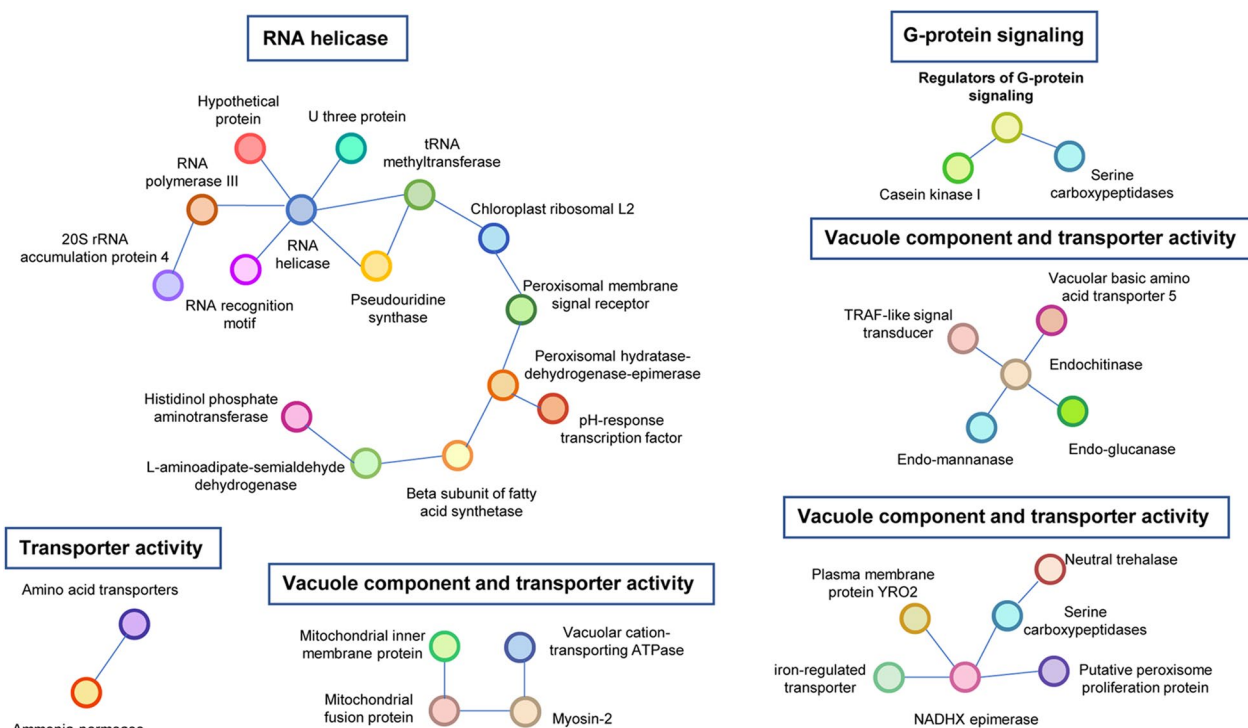 RNA helicase
Hypothetical
protein
U three protein
tRNA
methyltransferase
RNA
polymerase III
Chloroplast ribosomal L2
20S rRNA
accumulation protein 4
RNA
helicase
RNA recognition
motif
Pseudouridine
synthase
Peroxisomal membrane
signal receptor
Peroxisomal hydratase-
dehydrogenase-epimerase
Histidinol phosphate
aminotransferase
pH-response
transcription factor
L-aminoadipate-semialdehyde
dehydrogenase
Beta subunit of fatty
acid synthetase
G-protein signaling
Regulators of G-protein
signaling
Casein kinase I
Serine
carboxypeptidases
Vacuole component and transporter activity
Vacuolar basic amino
acid transporter 5
TRAF-like signal
transducer
Endochitinase
Endo-mannanase
Endo-glucanase
Transporter activity
Amino acid transporters
Ammonia permeases
Vacuole component and transporter activity
Mitochondrial inner
membrane protein
Vacuolar cation-
transporting ATPase
Mitochondrial
fusion protein
Myosin-2
Vacuole component and transporter activity
Neutral trehalase
Plasma membrane
protein YRO2
Serine
carboxypeptidases
iron-regulated
transporter
Putative peroxisome
proliferation protein
NADHX epimerase